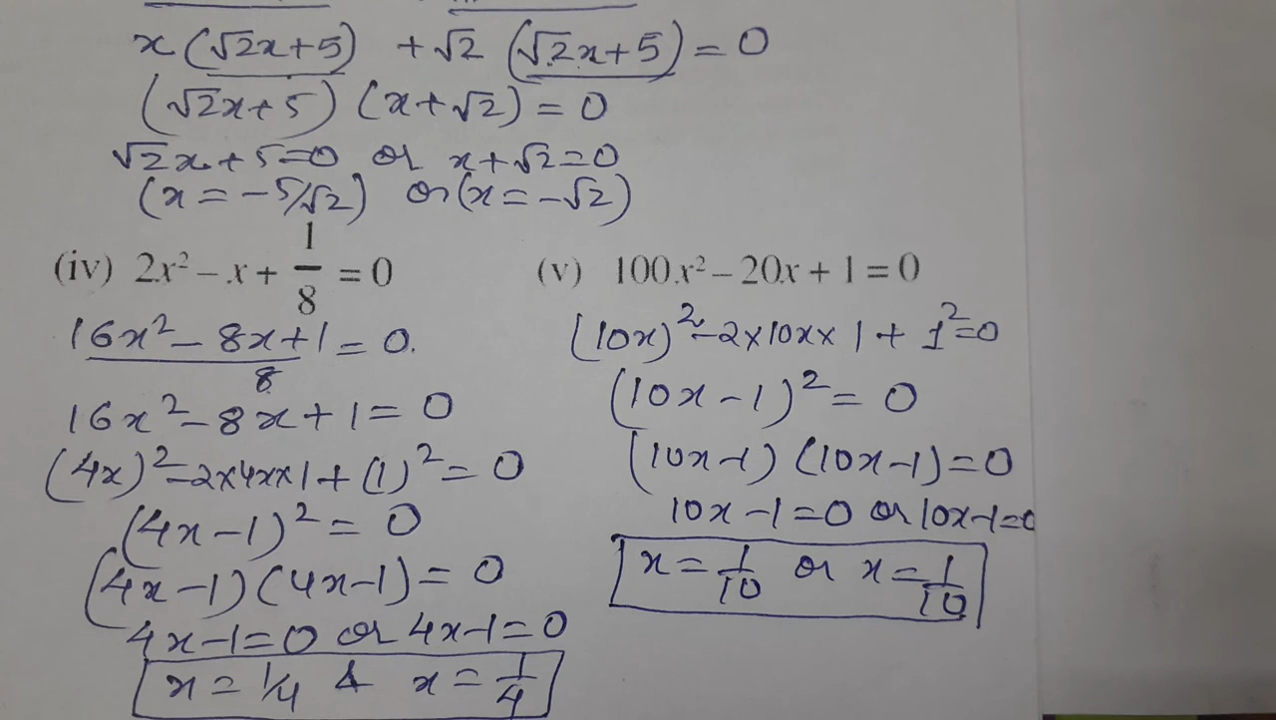 x(√2x+5) + √2 (√2x+5) = 0
(√2x+5) (x+√2) = 0
√2x+5=0 or x+√2=0
(x = -5/√2) or (x = -√2)
(iv) 2x² – x + 1/8 = 0
16x² - 8x + 1 / 8 = 0.
16x² - 8x + 1 = 0
(4x)² - 2×4x×1 + (1)² = 0
(4x-1)² = 0
(4x-1) (4x-1) = 0
4x-1=0 or 4x-1=0
x = 1/4 & x = 1/4
(v) 100x² – 20x + 1 = 0
(10x)² - 2×10x×1 + 1² = 0
(10x-1)² = 0
(10x-1) (10x-1) = 0
10x-1=0 or 10x-1=0
x = 1/10 or x = 1/10